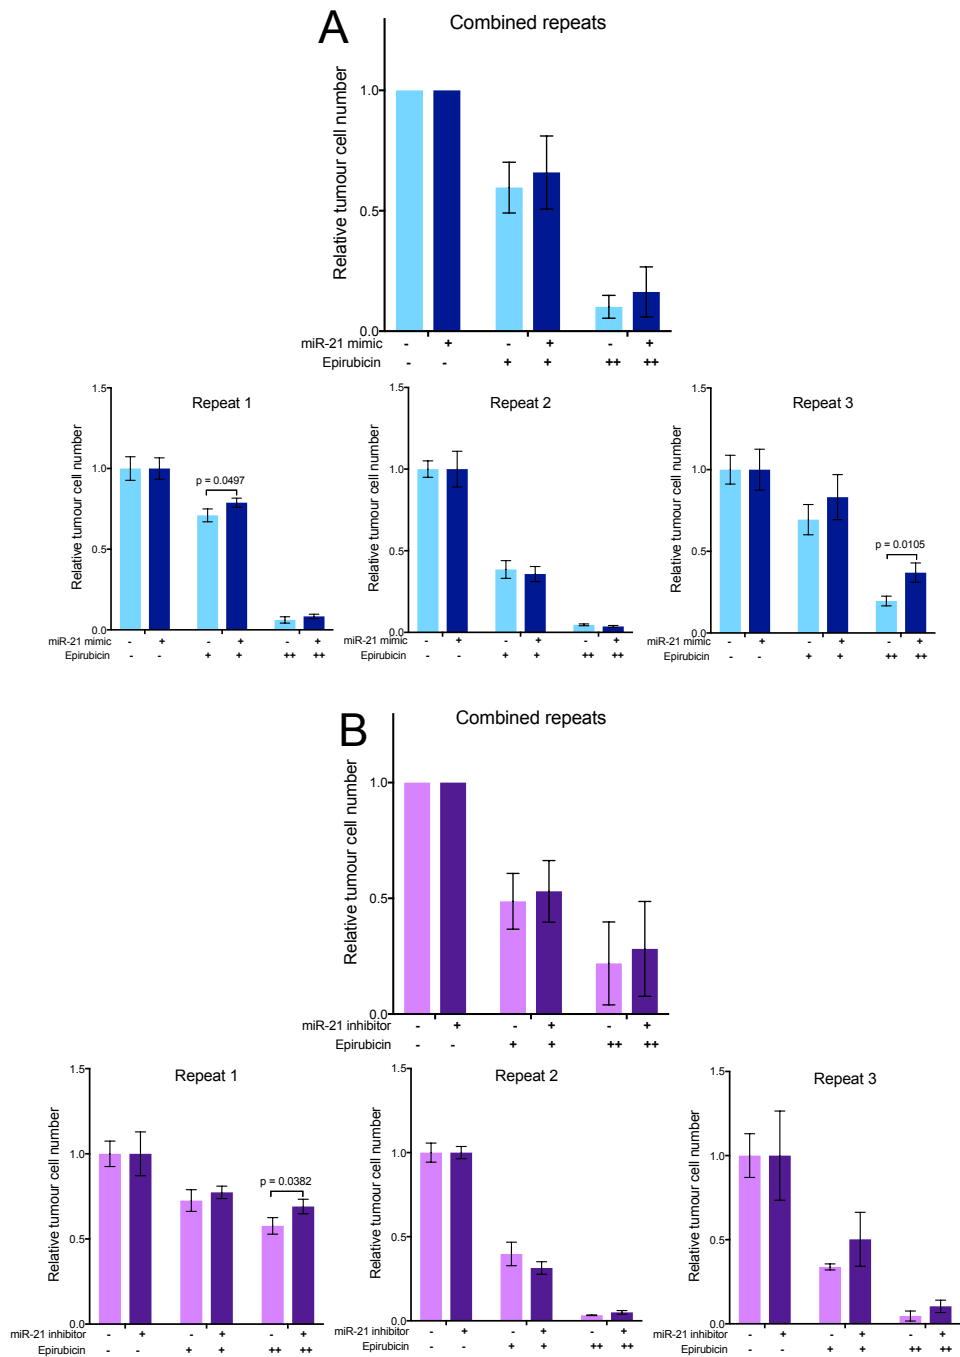 A
Combined repeats
Relative tumour cell number
1.0
0.5
0.0
miR-21 mimic - + - + - +
Epirubicin - - + + ++ ++
Repeat 1
Relative tumour cell number
1.5
1.0
0.5
0.0
p = 0.0497
miR-21 mimic - + - + - +
Epirubicin - - + + ++ ++
Repeat 2
Relative tumour cell number
1.5
1.0
0.5
0.0
miR-21 mimic - + - + - +
Epirubicin - - + + ++ ++
Repeat 3
Relative tumour cell number
1.5
1.0
0.5
0.0
p = 0.0105
miR-21 mimic - + - + - +
Epirubicin - - + + ++ ++
B
Combined repeats
Relative tumour cell number
1.0
0.5
0.0
miR-21 inhibitor - + - + - +
Epirubicin - - + + ++ ++
Repeat 1
Relative tumour cell number
1.5
1.0
0.5
0.0
p = 0.0382
miR-21 inhibitor - + - + - +
Epirubicin - - + + ++ ++
Repeat 2
Relative tumour cell number
1.5
1.0
0.5
0.0
miR-21 inhibitor - + - + - +
Epirubicin - - + + ++ ++
Repeat 3
Relative tumour cell number
1.5
1.0
0.5
0.0
miR-21 inhibitor - + - + - +
Epirubicin - - + + ++ ++